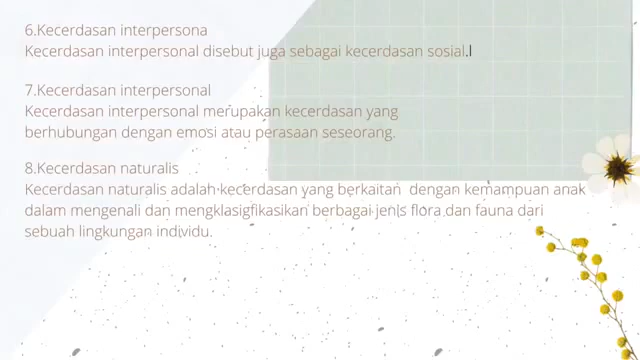 6.Kecerdasan interpersona
Kecerdasan interpersonal disebut juga sebagai kecerdasan sosial.l
7.Kecerdasan interpersonal
Kecerdasan interpersonal merupakan kecerdasan yang
berhubungan dengan emosi atau perasaan seseorang.
8.Kecerdasan naturalis
Kecerdasan naturalis adalah kecerdasan yang berkaitan dengan kemampuan anak
dalam mengenali dan mengklasigfikasikan berbagai jenis flora dan fauna dari
sebuah lingkungan individu.